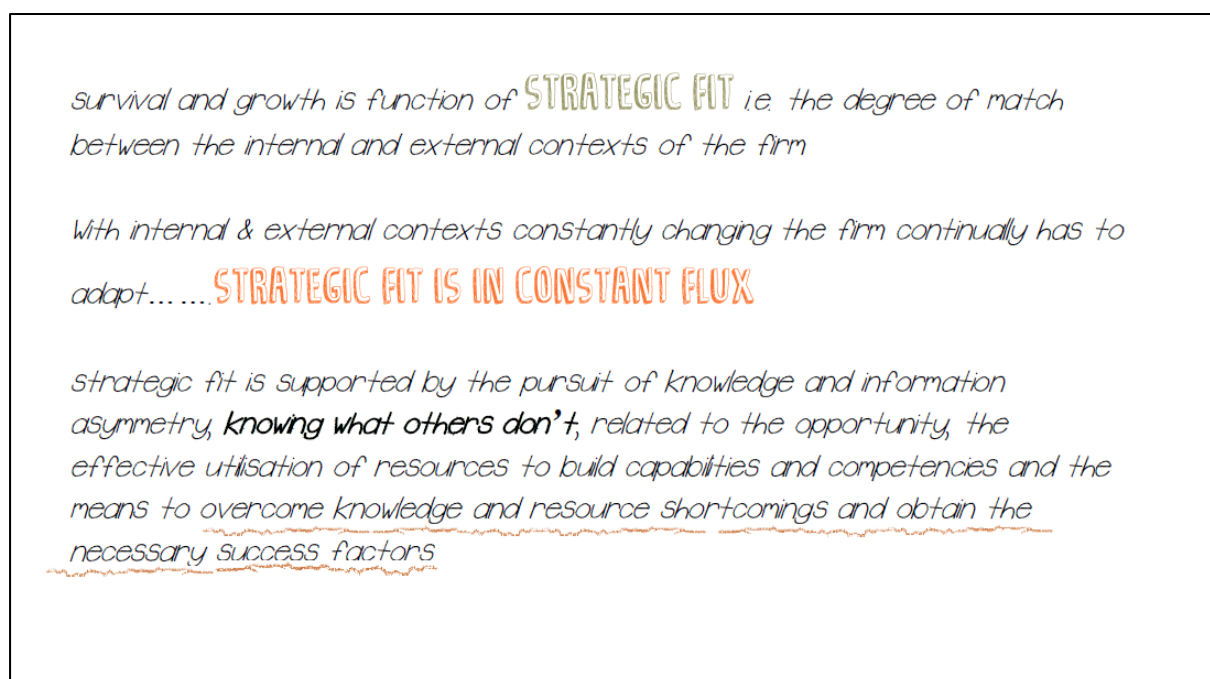 survival and growth is function of STRATEGIC FIT i.e. the degree of match
between the internal and external contexts of the firm
With internal & external contexts constantly changing the firm continually has to
adapt.......STRATEGIC FIT IS IN CONSTANT FLUX
strategic fit is supported by the pursuit of knowledge and information
asymmetry, knowing what others don't, related to the opportunity, the
effective utilisation of resources to build capabilities and competencies and the
means to overcome knowledge and resource shortcomings and obtain the
necessary success factors